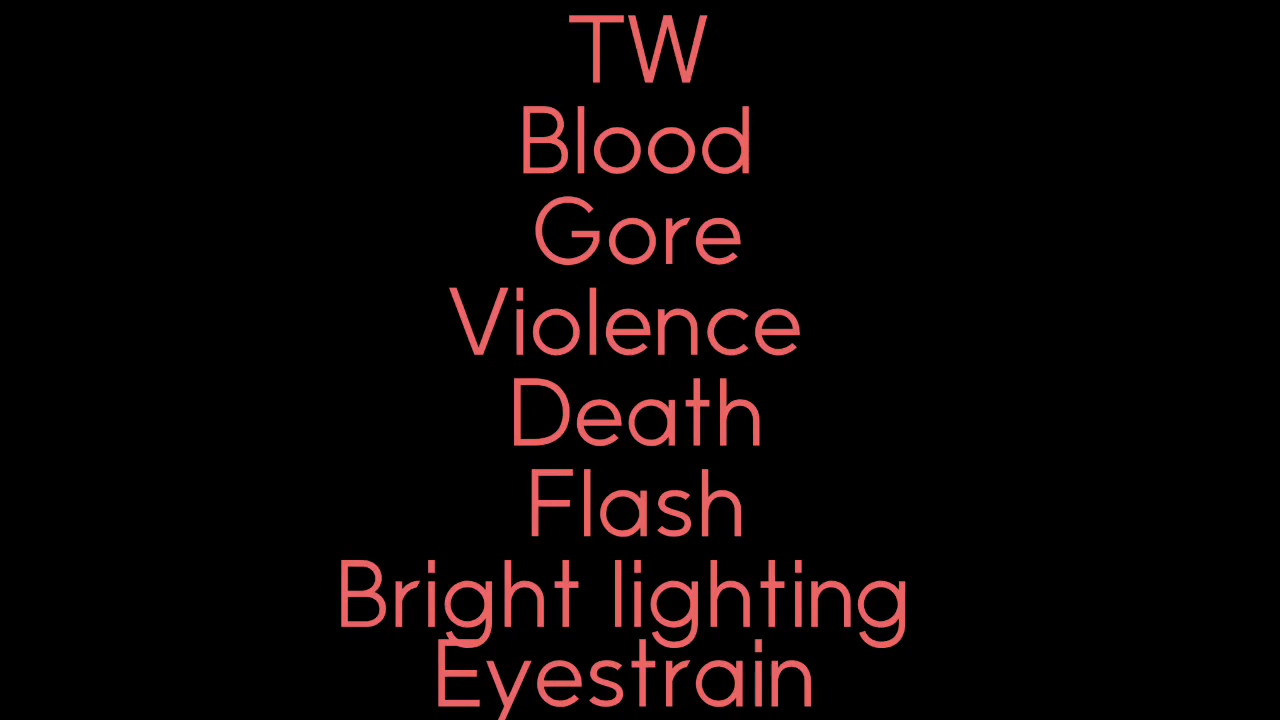 TW
Blood
Gore
Violence
Death
Flash
Bright lighting
Eyestrain